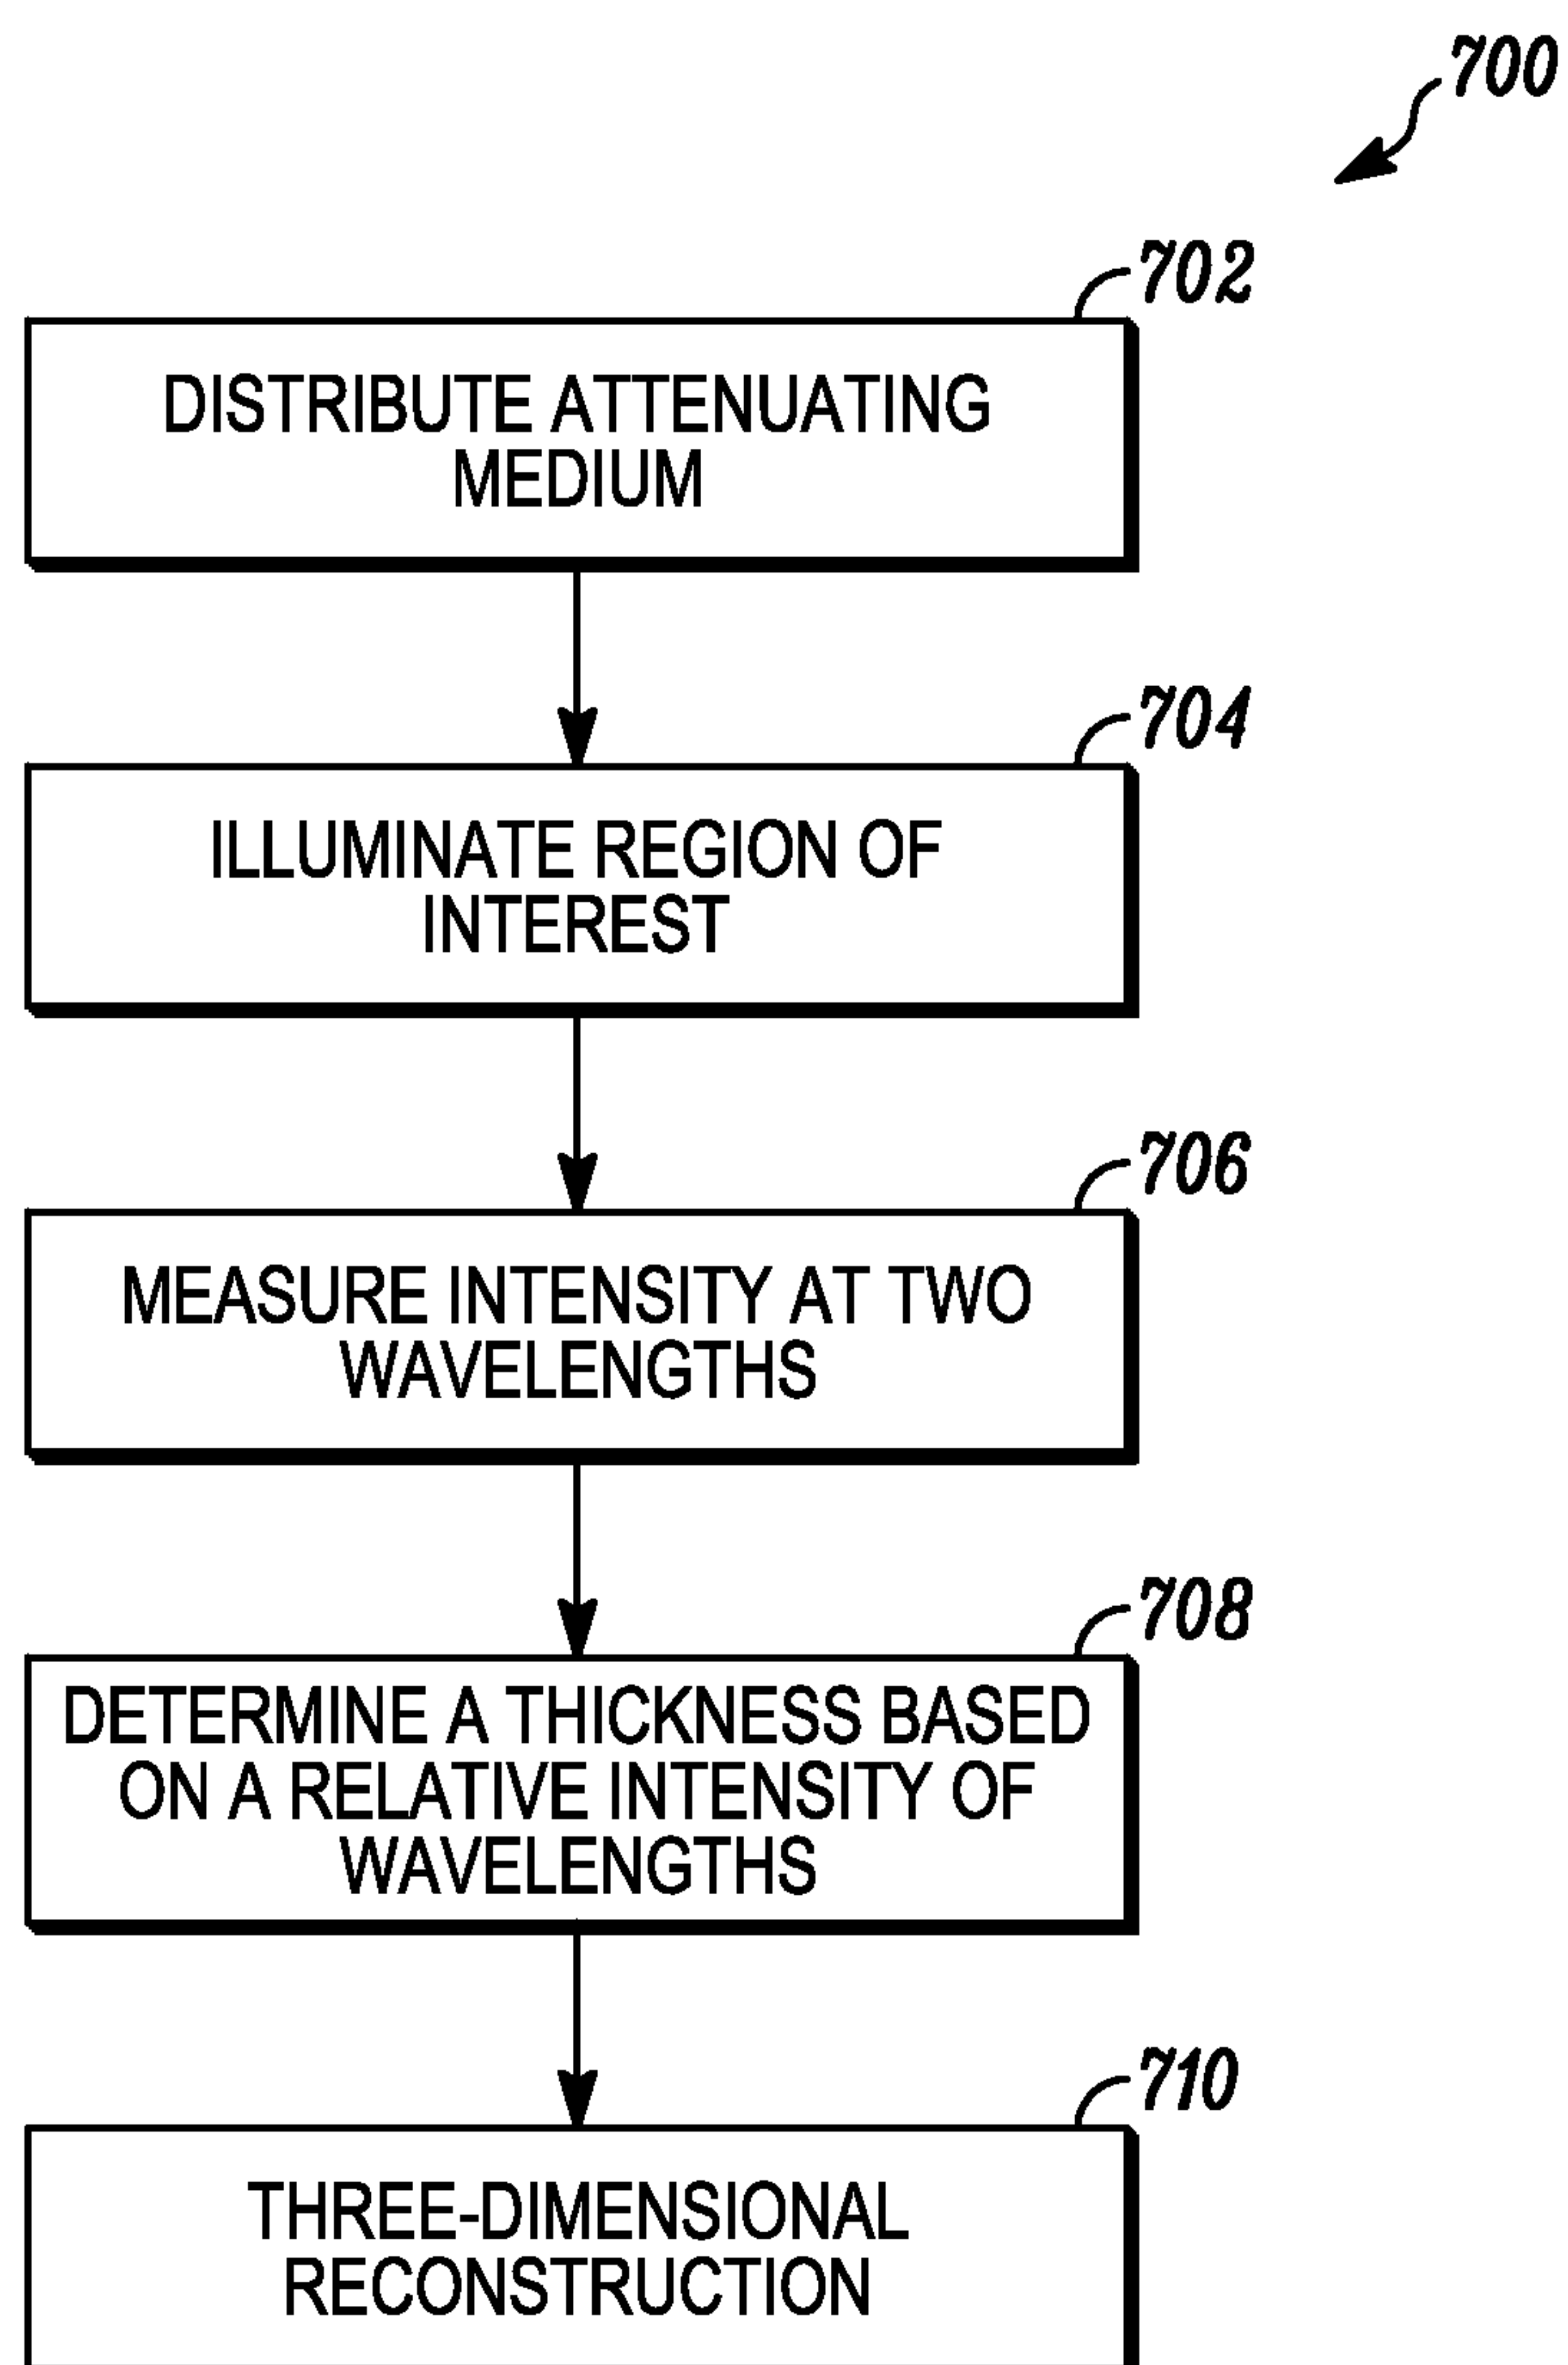 700
702
DISTRIBUTE ATTENUATING
MEDIUM
704
ILLUMINATE REGION OF
INTEREST
706
MEASURE INTENSITY AT TWO
WAVELENGTHS
708
DETERMINE A THICKNESS BASED
ON A RELATIVE INTENSITY OF
WAVELENGTHS
710
THREE-DIMENSIONAL
RECONSTRUCTION